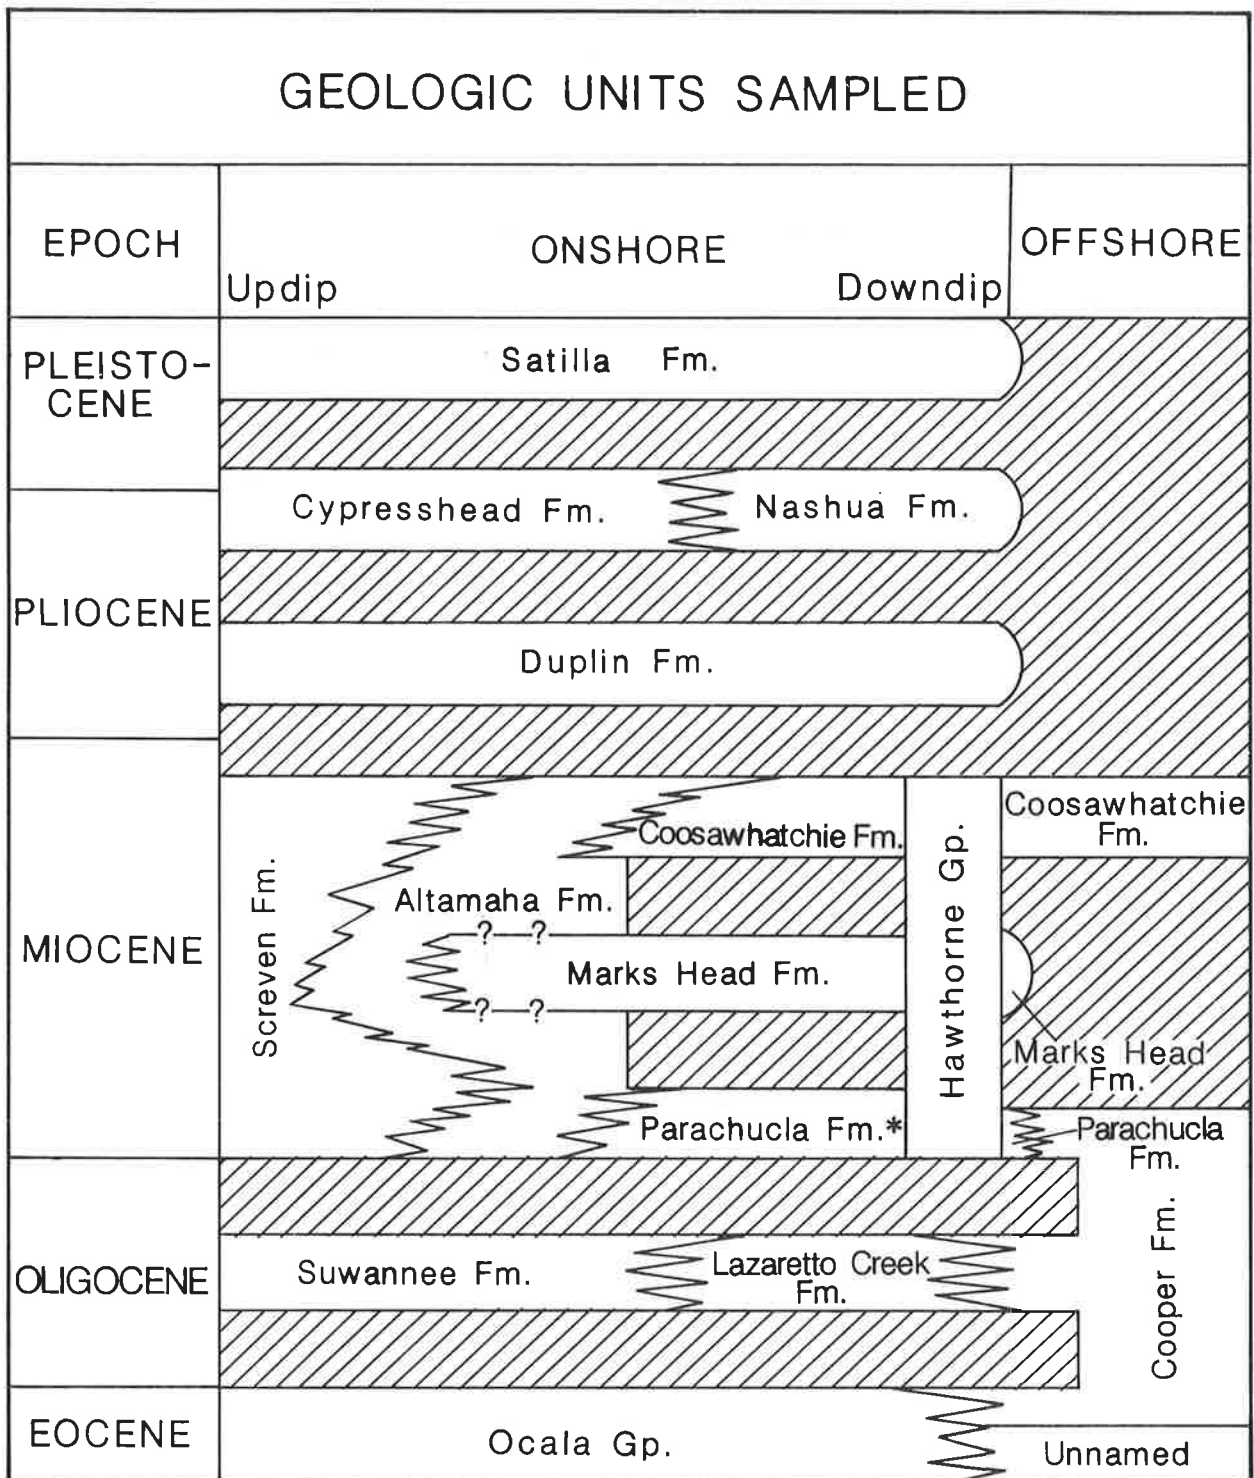 GEOLOGIC UNITS SAMPLED
EPOCH
ONSHORE
OFFSHORE
Updip
Downdip
PLEISTO-
CENE
Satilla Fm.
Cypresshead Fm.
Nashua Fm.
PLIOCENE
Duplin Fm.
MIOCENE
Screven Fm.
Altamaha Fm.
Coosawhatchie Fm.
? ?
Marks Head Fm.
? ?
Parachucla Fm.*
Hawthorne Gp.
Coosawhatchie
Fm.
Marks Head
Fm.
Parachucla
Fm.
OLIGOCENE
Suwannee Fm.
Lazaretto Creek
Fm.
Cooper Fm.
EOCENE
Ocala Gp.
Unnamed